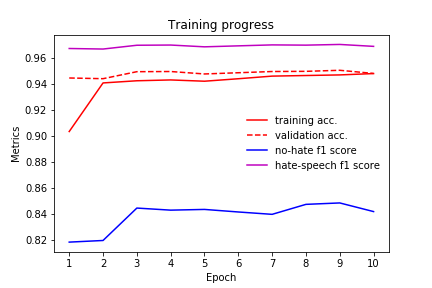 Training progress
Metrics
0.96
0.94
0.92
0.90
0.88
0.86
0.84
0.82
training acc.
validation acc.
no-hate f1 score
hate-speech f1 score
1 2 3 4 5 6 7 8 9 10
Epoch